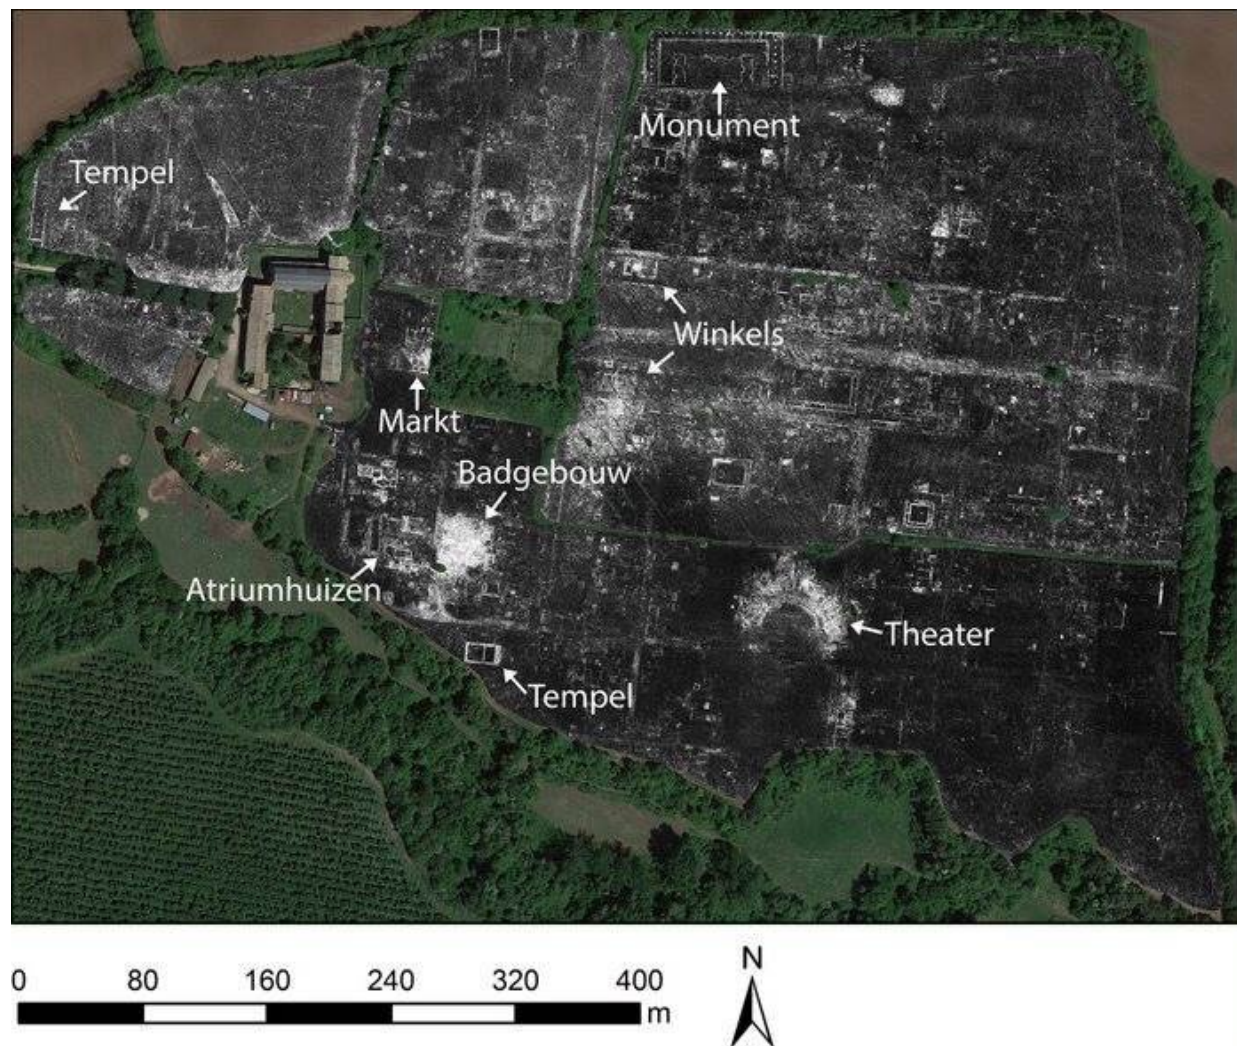 Monument
Tempel
Winkels
Markt
Badgebouw
Atriumhuizen
Theater
Tempel
N
0 80 160 240 320 400
m